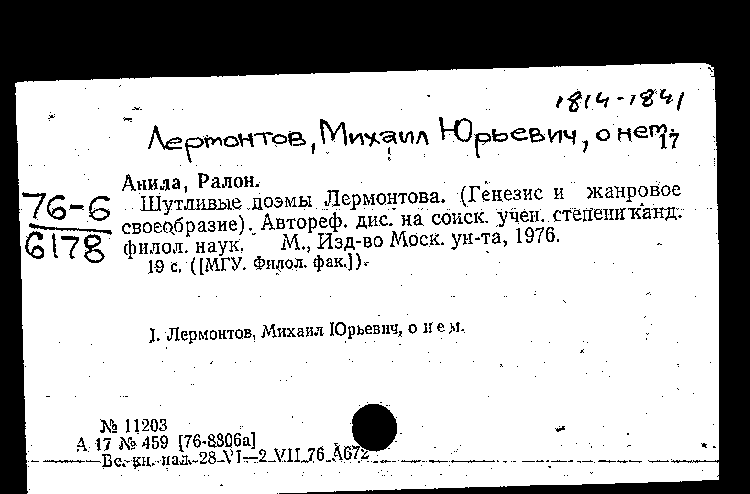 1814-1841
Лермонтов, Михаил Юрьевич, о нем 17
Анила, Ралон.
76-6
6178
Шутливые поэмы Лермонтова. (Генезис и жанровое
своеобразие). Автореф. дис. на соиск. учен. степени канд.
филол. наук. М., Изд-во Моск. ун-та, 1976.
19 с. ([МГУ. Филол. фак.]).
I. Лермонтов, Михаил Юрьевич, о нем.
№ 11203
А 17 № 459 [76-8306а]
Вс. кн. пал. 28 VI—2 VII 76 А672